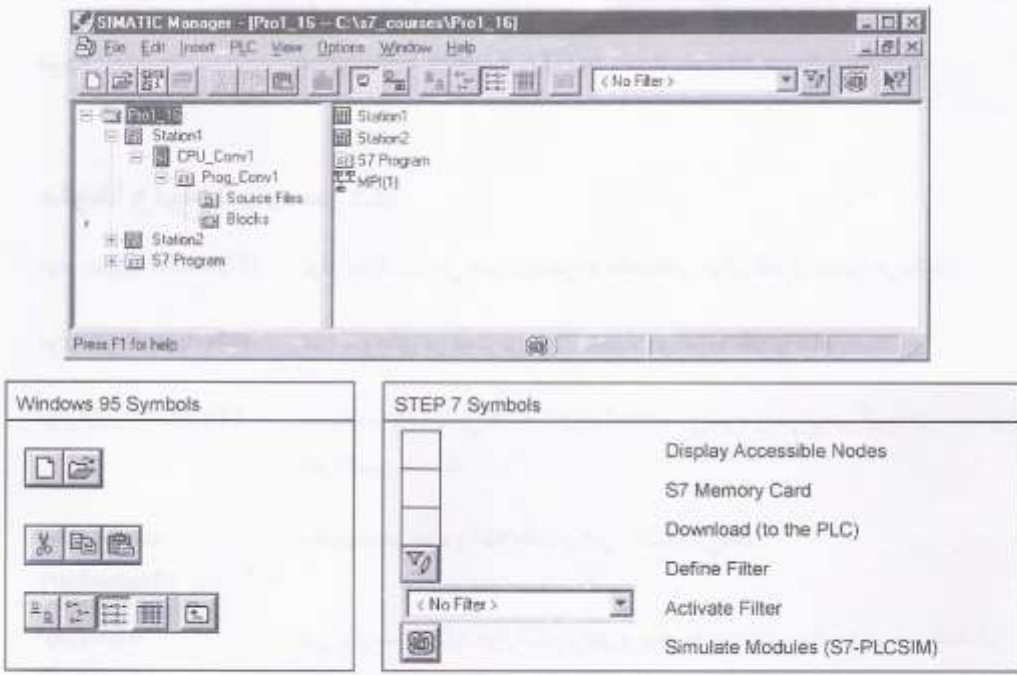 SIMATIC Manager - [Pro1_16 -- C:\s7_courses\Pro1_16]
File Edit Insert PLC View Options Window Help
< No Filter >
Pro1_16
Station1
CPU_Conv1
Prog_Conv1
Source Files
Blocks
Station2
S7 Program
Station1
Station2
S7 Program
MPI(1)
Press F1 for help
Windows 95 Symbols
STEP 7 Symbols
Display Accessible Nodes
S7 Memory Card
Download (to the PLC)
Define Filter
< No Filter >
Activate Filter
Simulate Modules (S7-PLCSIM)